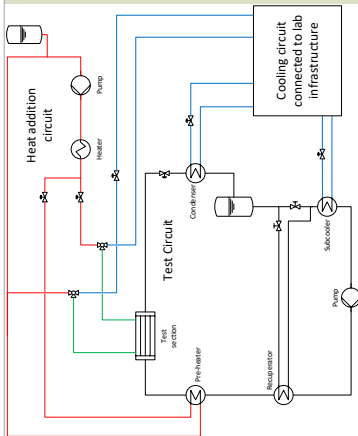 Heat addition
circuit
Pump
Heater
Cooling circuit
connected to lab
infrastructure
Test Circuit
Condenser
Test
section
Pre-heater
Recuperator
Subcooler
Pump